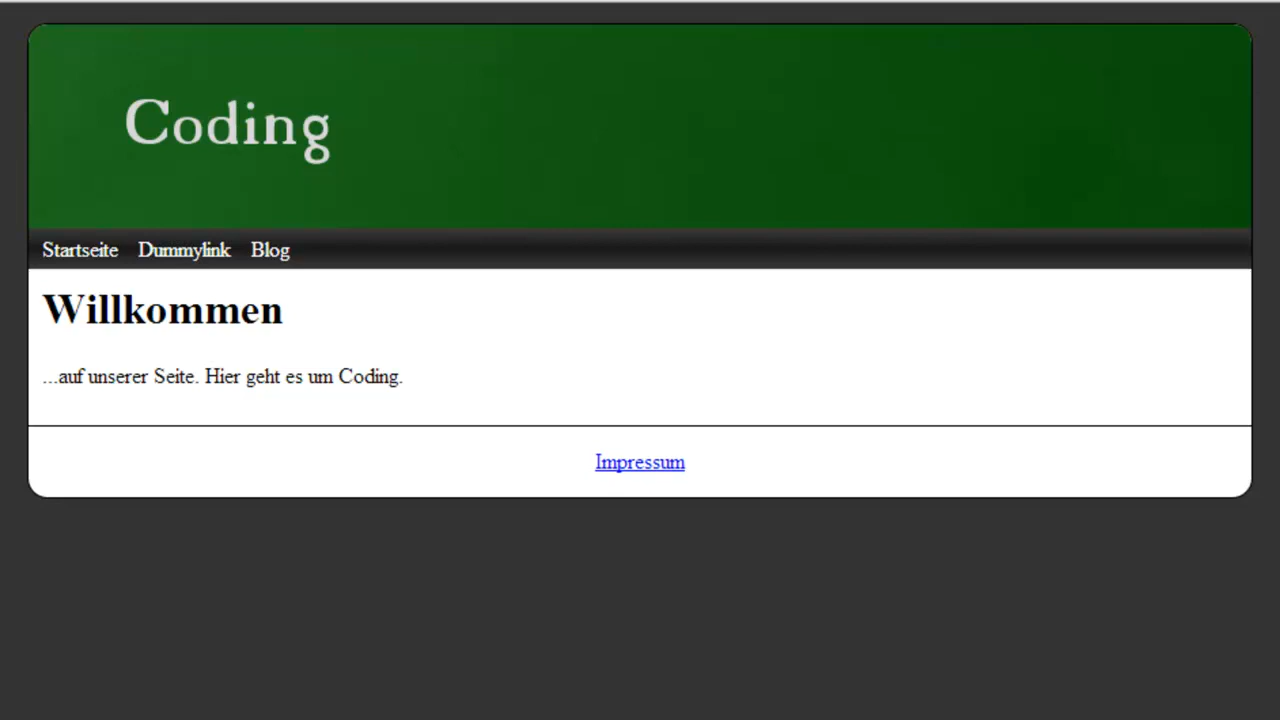 Coding
Startseite Dummylink Blog
Willkommen
...auf unserer Seite. Hier geht es um Coding.
Impressum